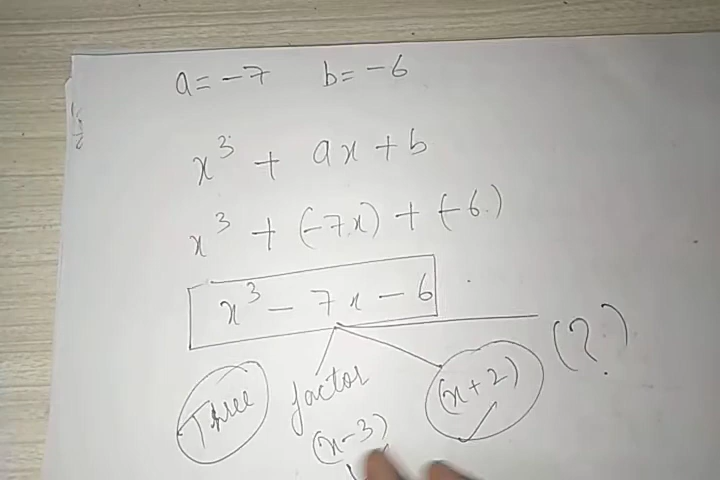 a = -7 b = -6
x³ + ax + b
x³ + (-7x) + (-6)
x³ - 7x - 6
(?)
Three factor (x+2)
(x-3)